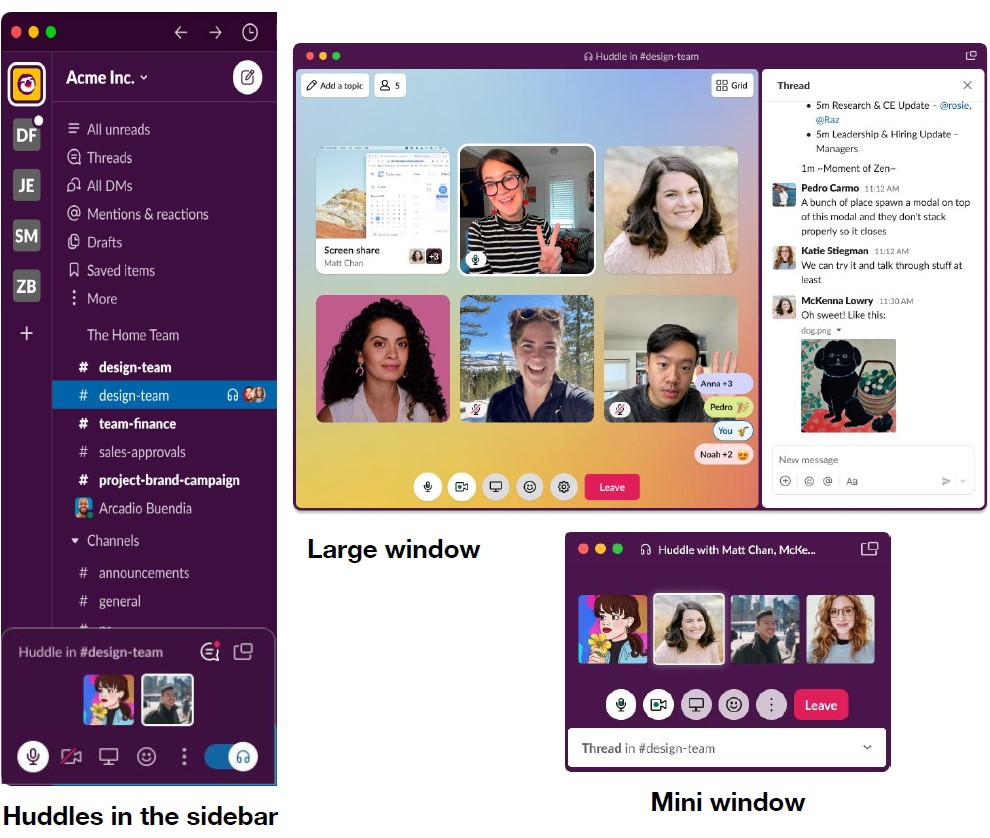 Acme Inc.
DF
JE
SM
ZB
All unreads
Threads
All DMs
Mentions & reactions
Drafts
Saved items
More
The Home Team
# design-team
# design-team
# team-finance
# sales-approvals
# project-brand-campaign
Arcadio Buendia
Channels
# announcements
# general
Huddle in #design-team
Huddles in the sidebar
Huddle in #design-team
Add a topic
5
Grid
Screen share
Matt Chan
+3
Anna +3
Pedro
You
Noah +2
Leave
Thread
• 5m Research & CE Update – @rosie,
@Raz
• 5m Leadership & Hiring Update –
Managers
1m ~Moment of Zen~
Pedro Carmo 11:12 AM
A bunch of place spawn a modal on top
of this modal and they don't stack
properly so it closes
Katie Stiegman 11:12 AM
We can try it and talk through stuff at
least
McKenna Lowry 11:30 AM
Oh sweet! Like this:
dog.png
New message
Aa
Large window
Huddle with Matt Chan, McKe...
Leave
Thread in #design-team
Mini window